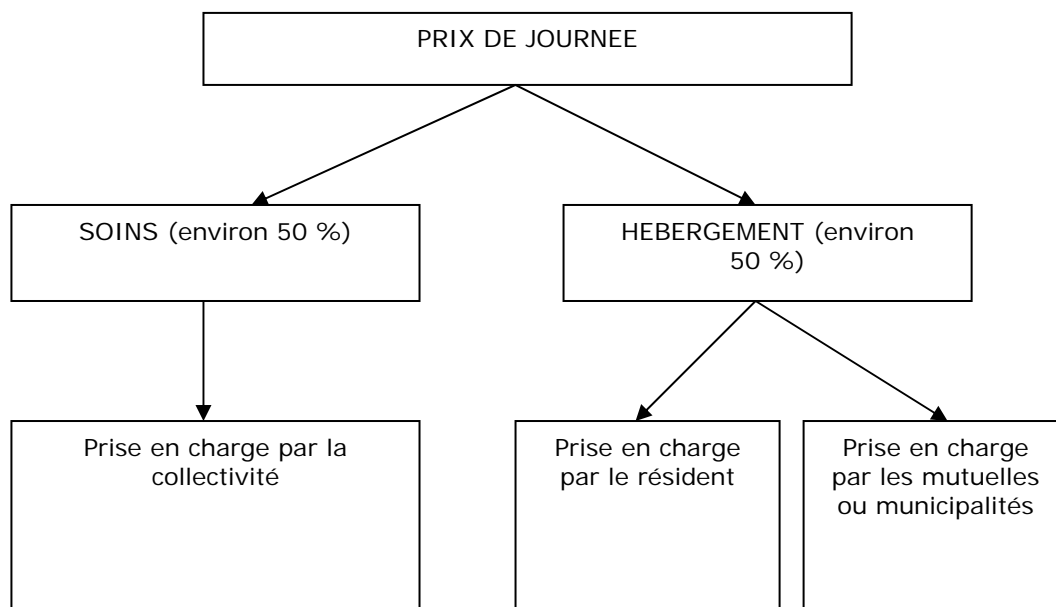 PRIX DE JOURNEE
SOINS (environ 50 %)
HEBERGEMENT (environ
50 %)
Prise en charge par la
collectivité
Prise en charge
par le résident
Prise en charge
par les mutuelles
ou municipalités